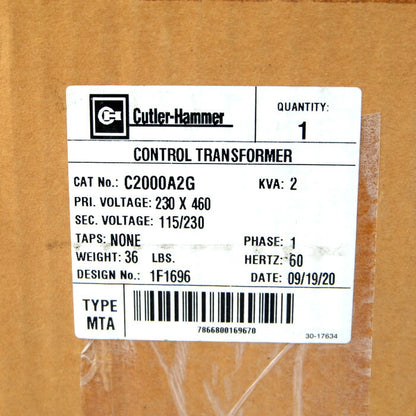 Cutler-Hammer
QUANTITY:
1
CONTROL TRANSFORMER
CAT No.: C2000A2G KVA: 2
PRI. VOLTAGE: 230 X 460
SEC. VOLTAGE: 115/230
TAPS: NONE PHASE: 1
WEIGHT: 36 LBS. HERTZ: 60
DESIGN No.: 1F1696 DATE: 09/19/20
TYPE
MTA
7866800169670
30-17634